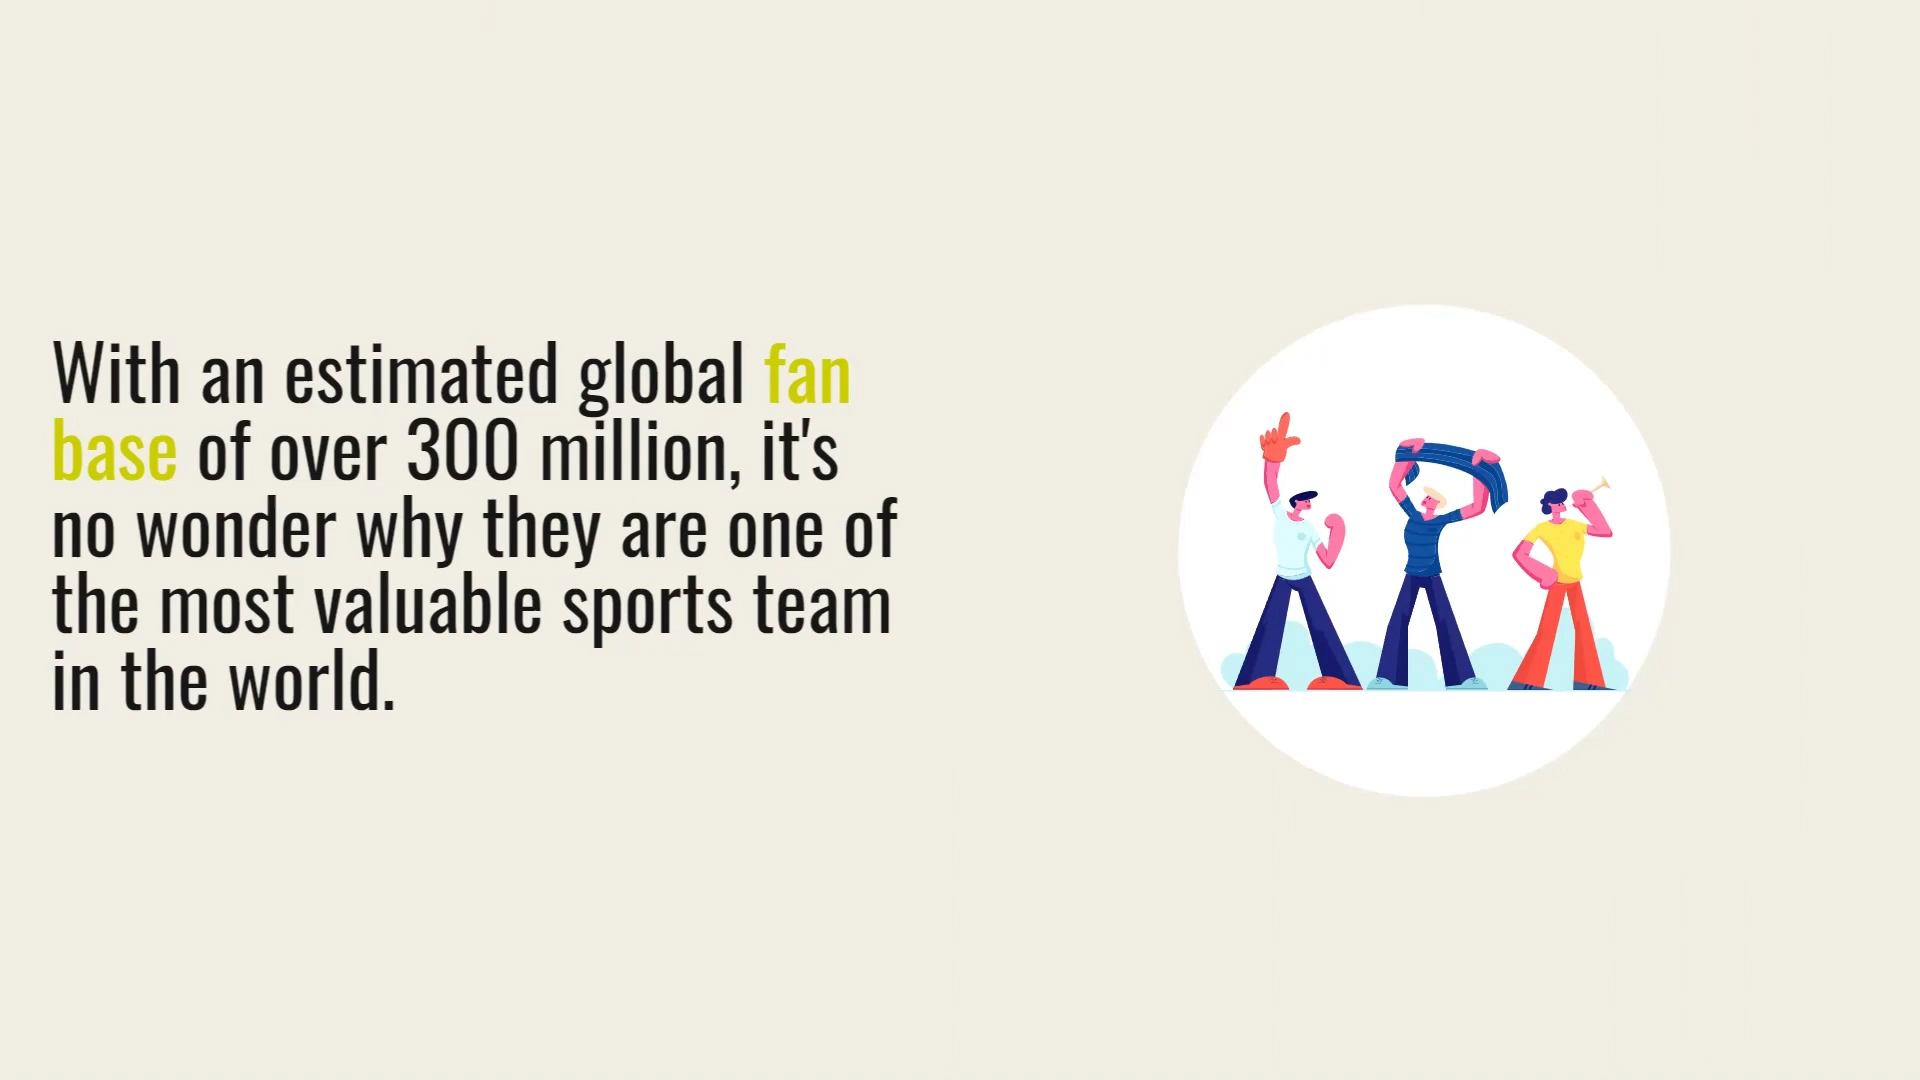 With an estimated global fan
base of over 300 million, it's
no wonder why they are one of
the most valuable sports team
in the world.